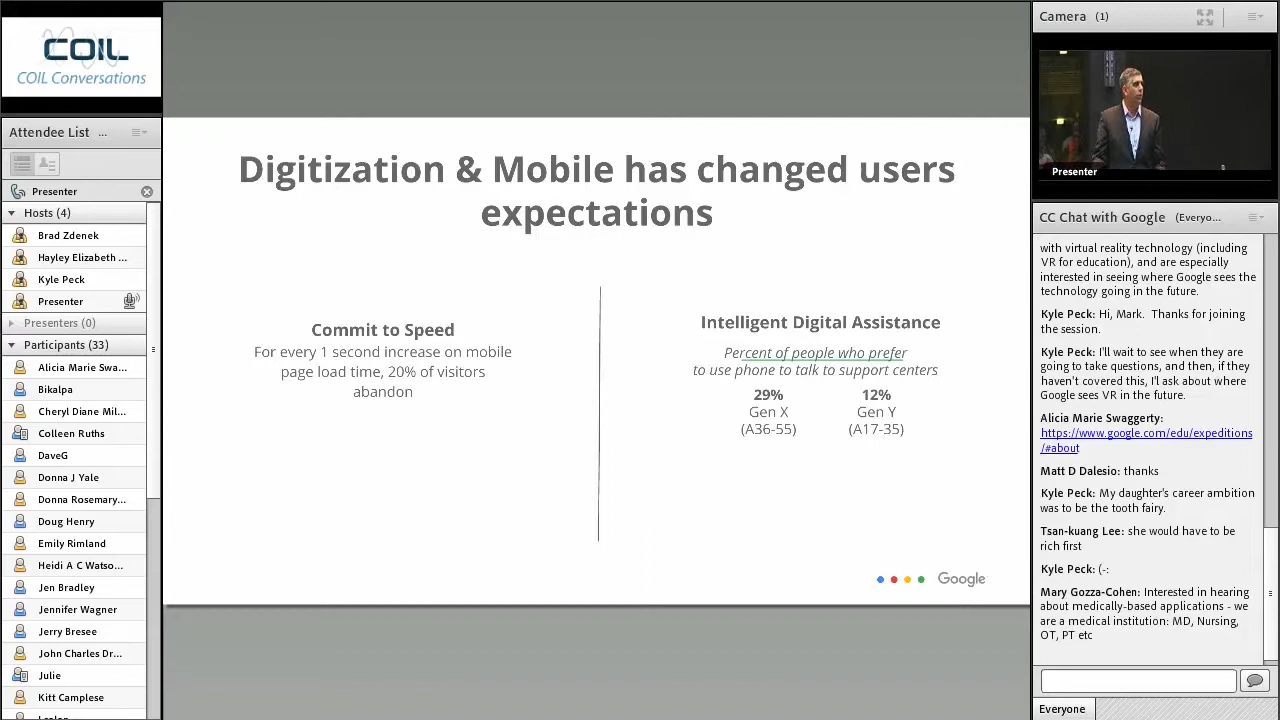 COIL
COIL Conversations
Attendee List ...
Presenter
Hosts (4)
Brad Zdenek
Hayley Elizabeth ...
Kyle Peck
Presenter
Presenters (0)
Participants (33)
Alicia Marie Swa...
Bikalpa
Cheryl Diane Mil...
Colleen Ruths
DaveG
Donna J Yale
Donna Rosemary...
Doug Henry
Emily Rimland
Heidi A C Watso...
Jen Bradley
Jennifer Wagner
Jerry Bresee
John Charles Dr...
Julie
Kitt Camplese
Digitization & Mobile has changed users
expectations
Commit to Speed
For every 1 second increase on mobile
page load time, 20% of visitors
abandon
Intelligent Digital Assistance
Percent of people who prefer
to use phone to talk to support centers
29%
Gen X
(A36-55)
12%
Gen Y
(A17-35)
Google
Camera (1)
Presenter
CC Chat with Google (Everyo...
with virtual reality technology (including
VR for education), and are especially
interested in seeing where Google sees the
technology going in the future.
Kyle Peck: Hi, Mark. Thanks for joining
the session.
Kyle Peck: I'll wait to see when they are
going to take questions, and then, if they
haven't covered this, I'll ask about where
Google sees VR in the future.
Alicia Marie Swaggerty:
https://www.google.com/edu/expeditions
/#about
Matt D Dalesio: thanks
Kyle Peck: My daughter's career ambition
was to be the tooth fairy.
Tsan-kuang Lee: she would have to be
rich first
Kyle Peck: (-:
Mary Gozza-Cohen: Interested in hearing
about medically-based applications - we
are a medical institution: MD, Nursing,
OT, PT etc
Everyone